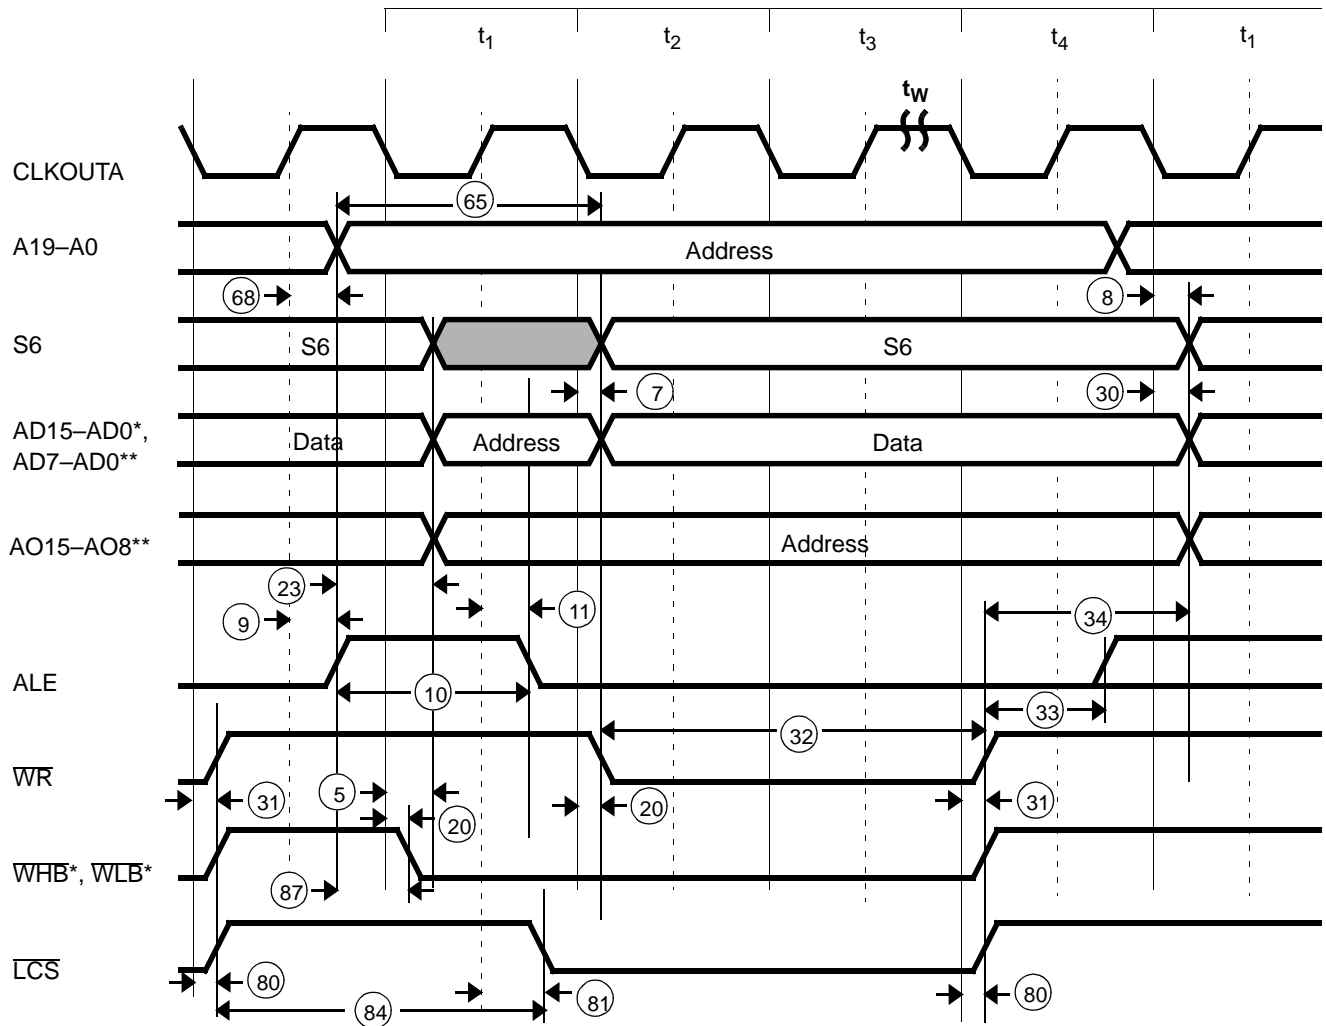 t1 t2 t3 t4 t1
tW
CLKOUTA
65
A19–A0 Address
68 8
S6 S6 S6
7 30
AD15–AD0*,
AD7–AD0** Data Address Data
AO15–AO8** Address
23
11 34
9
ALE
10 33
32
WR
5 31 20 31
20
WHB*, WLB*
87
LCS
80 81 80
84